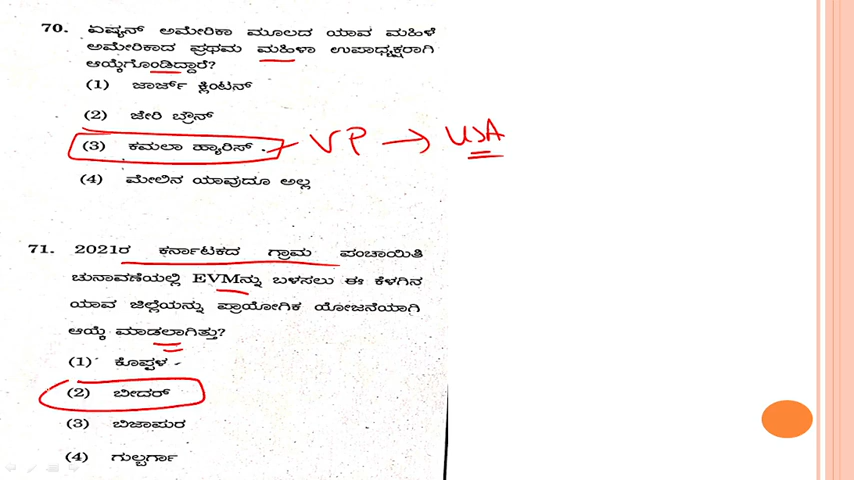 70. ಏಷ್ಯನ್ ಅಮೇರಿಕಾ ಮೂಲದ ಯಾವ ಮಹಿಳೆ
ಅಮೇರಿಕಾದ ಪ್ರಥಮ ಮಹಿಳಾ ಉಪಾಧ್ಯಕ್ಷರಾಗಿ
ಆಯ್ಕೆಗೊಂಡಿದ್ದಾರೆ?
(1) ಜಾರ್ಜ್ ಕ್ಲಿಂಟನ್
(2) ಜೇರಿ ಬ್ರೌನ್
(3) ಕಮಲಾ ಹ್ಯಾರಿಸ್ VP → USA
(4) ಮೇಲಿನ ಯಾವುದೂ ಅಲ್ಲ
71. 2021ರ ಕರ್ನಾಟಕದ ಗ್ರಾಮ ಪಂಚಾಯಿತಿ
ಚುನಾವಣೆಯಲ್ಲಿ EVMನ್ನು ಬಳಸಲು ಈ ಕೆಳಗಿನ
ಯಾವ ಜಿಲ್ಲೆಯನ್ನು ಪ್ರಾಯೋಗಿಕ ಯೋಜನೆಯಾಗಿ
ಆಯ್ಕೆ ಮಾಡಲಾಗಿತ್ತು?
(1) ಕೊಪ್ಪಳ
(2) ಬೀದರ್
(3) ಬಿಜಾಪುರ
(4) ಗುಲ್ಬರ್ಗಾ